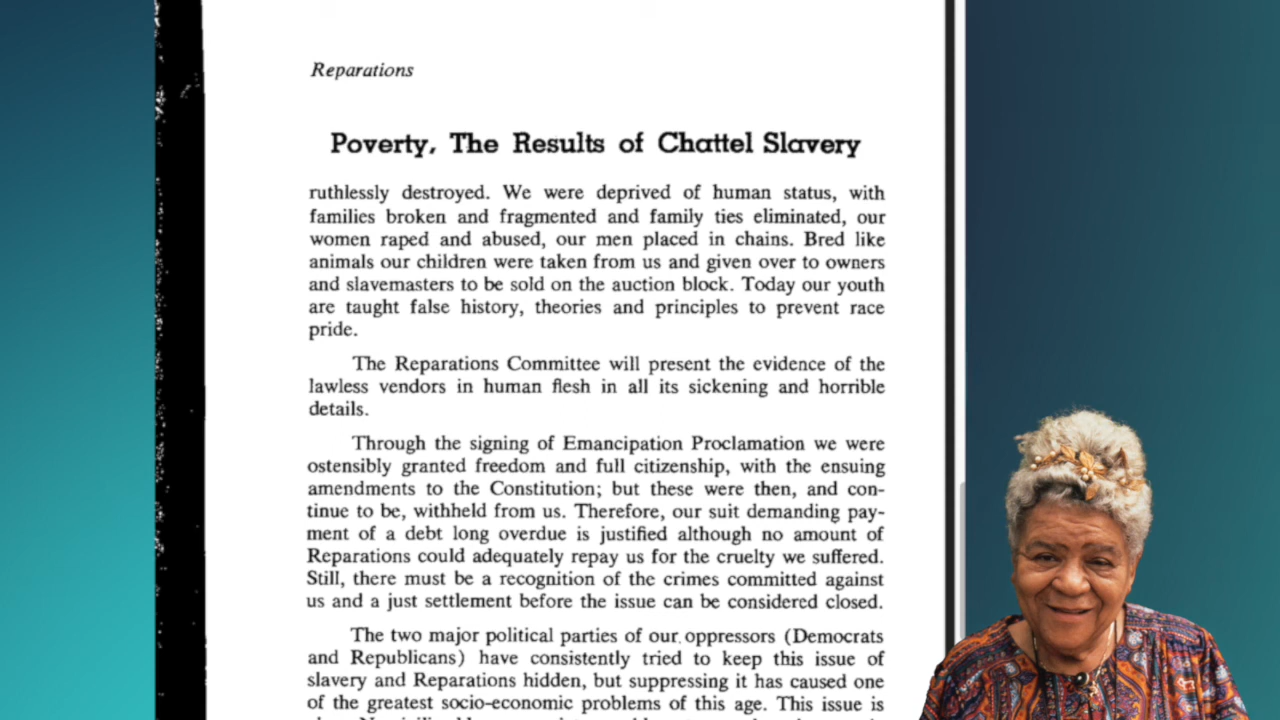 Reparations
Poverty, The Results of Chattel Slavery
ruthlessly destroyed. We were deprived of human status, with
families broken and fragmented and family ties eliminated, our
women raped and abused, our men placed in chains. Bred like
animals our children were taken from us and given over to owners
and slavemasters to be sold on the auction block. Today our youth
are taught false history, theories and principles to prevent race
pride.
The Reparations Committee will present the evidence of the
lawless vendors in human flesh in all its sickening and horrible
details.
Through the signing of Emancipation Proclamation we were
ostensibly granted freedom and full citizenship, with the ensuing
amendments to the Constitution; but these were then, and con-
tinue to be, withheld from us. Therefore, our suit demanding pay-
ment of a debt long overdue is justified although no amount of
Reparations could adequately repay us for the cruelty we suffered.
Still, there must be a recognition of the crimes committed against
us and a just settlement before the issue can be considered closed.
The two major political parties of our oppressors (Democrats
and Republicans) have consistently tried to keep this issue of
slavery and Reparations hidden, but suppressing it has caused one
of the greatest socio-economic problems of this age. This issue is